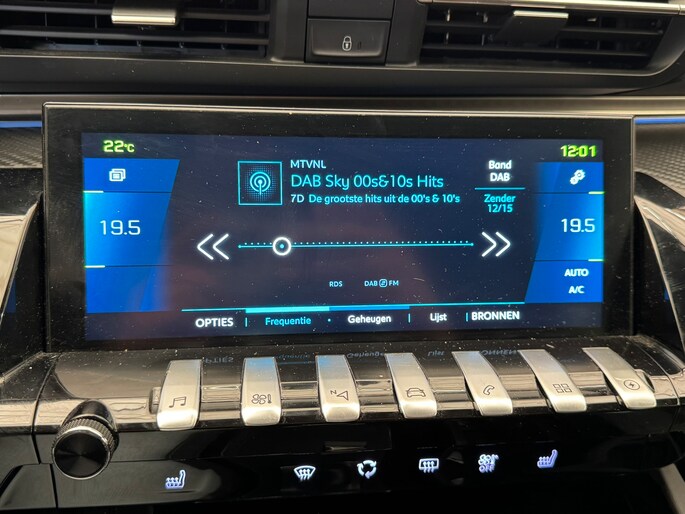 22°C
12:01
MTVNL
DAB Sky 00s&10s Hits
7D De grootste hits uit de 00's & 10's
Band
DAB
Zender
12/15
19.5
19.5
RDS DAB FM
AUTO
A/C
OPTIES Frequentie Geheugen Lijst BRONNEN
N
OFF